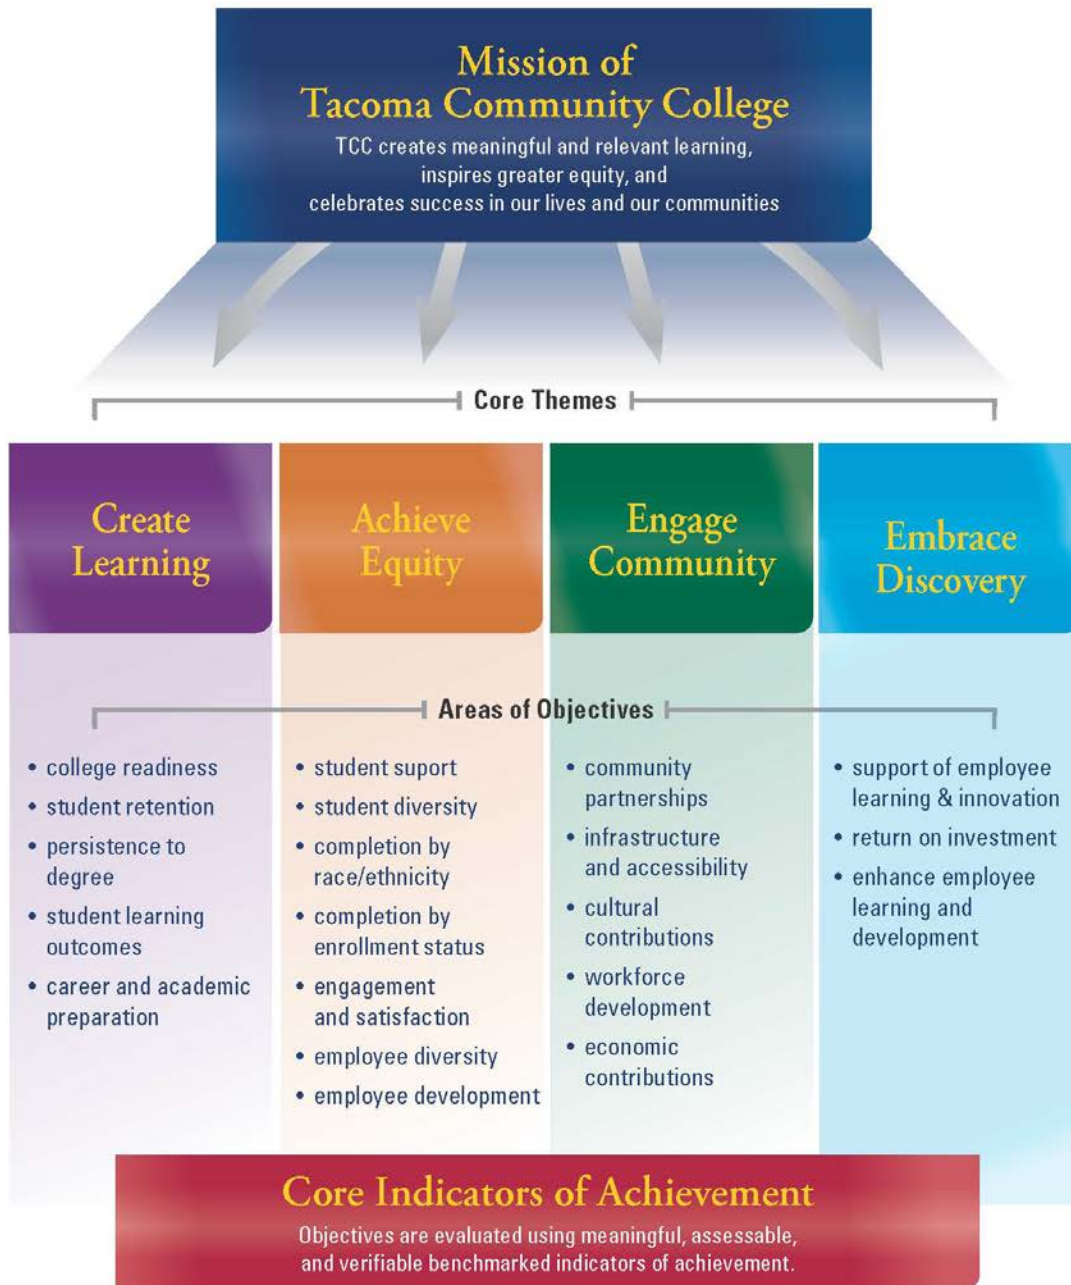 Mission of
Tacoma Community College
TCC creates meaningful and relevant learning,
inspires greater equity, and
celebrates success in our lives and our communities
Core Themes
Create
Learning
Achieve
Equity
Engage
Community
Embrace
Discovery
Areas of Objectives
• college readiness
• student retention
• persistence to
degree
• student learning
outcomes
• career and academic
preparation
• student suport
• student diversity
• completion by
race/ethnicity
• completion by
enrollment status
• engagement
and satisfaction
• employee diversity
• employee development
• community
partnerships
• infrastructure
and accessibility
• cultural
contributions
• workforce
development
• economic
contributions
• support of employee
learning & innovation
• return on investment
• enhance employee
learning and
development
Core Indicators of Achievement
Objectives are evaluated using meaningful, assessable,
and verifiable benchmarked indicators of achievement.